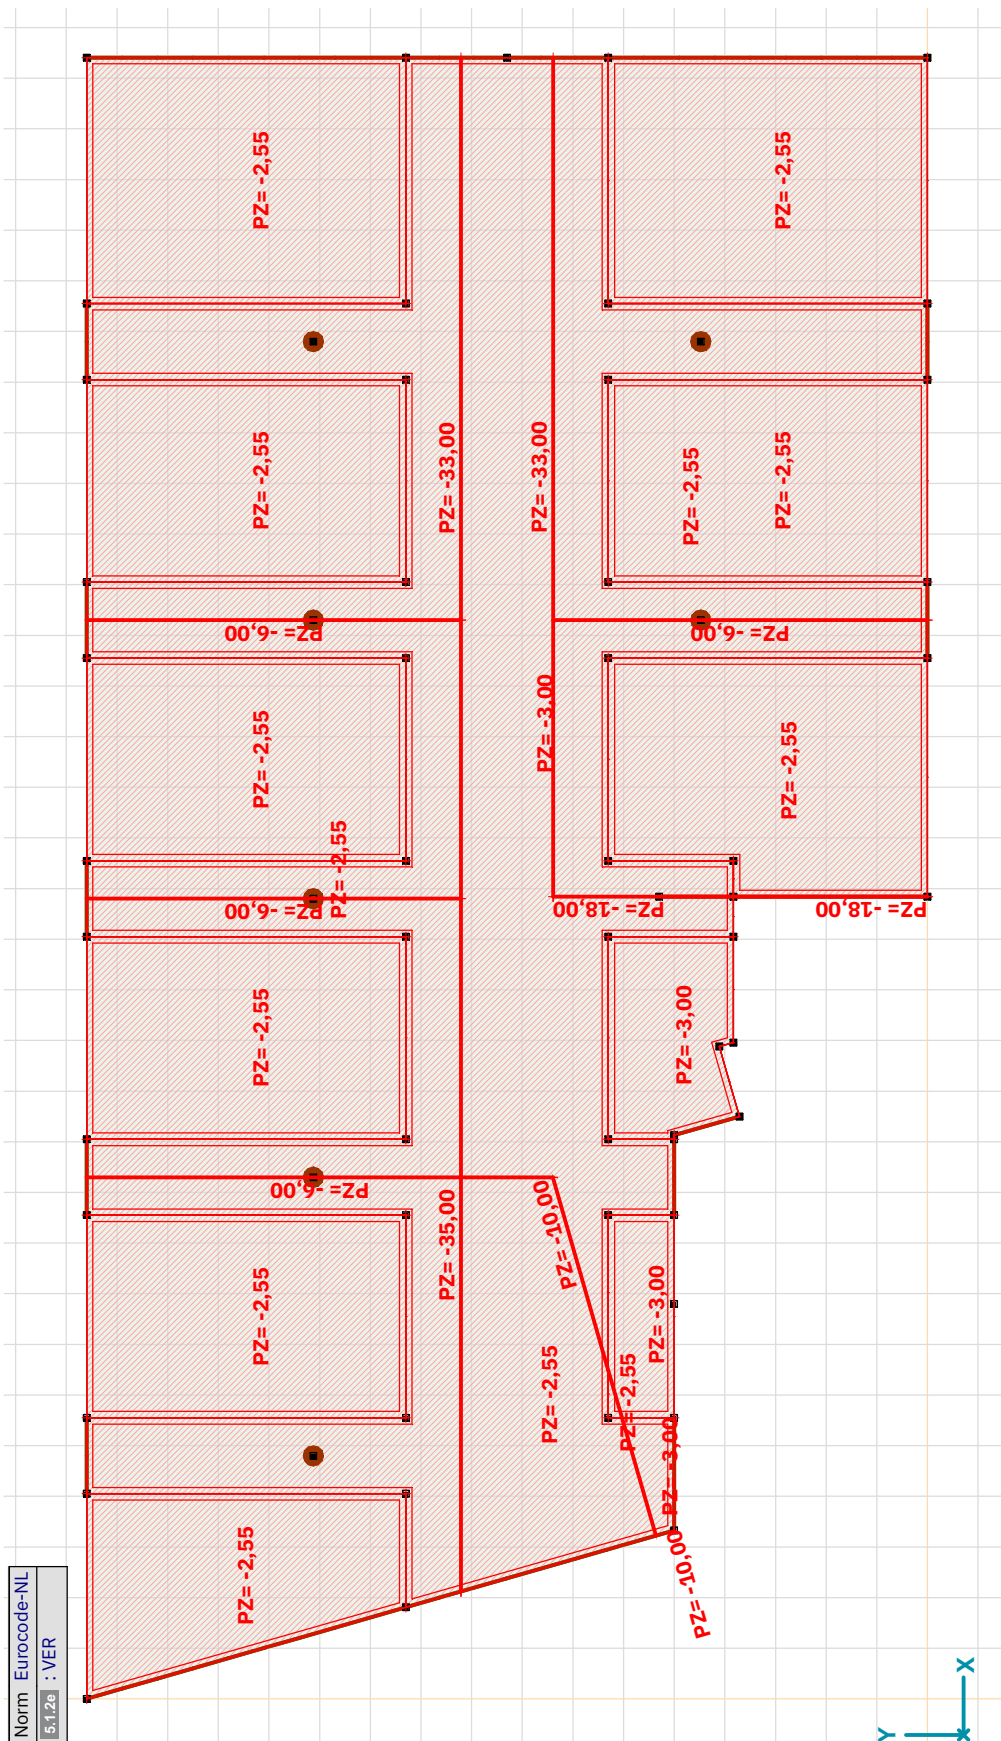 PZ= -2,55
PZ= -2,55
PZ= -2,55
PZ= -33,00
PZ= -33,00
PZ= -2,55
PZ= -2,55
PZ= -6,00
PZ= -6,00
PZ= -2,55
PZ= -3,00
PZ= -2,55
PZ= -2,55
PZ= -6,00
PZ= -18,00
PZ= -18,00
PZ= -2,55
PZ= -3,00
PZ= -6,00
PZ= -35,00
PZ= -10,00
PZ= -2,55
PZ= -3,00
PZ= -2,55
PZ= -2,55
PZ= -3,00
PZ= -2,55
PZ= -10,00
Norm Eurocode-NL
5.1.2e : VER
Y
X